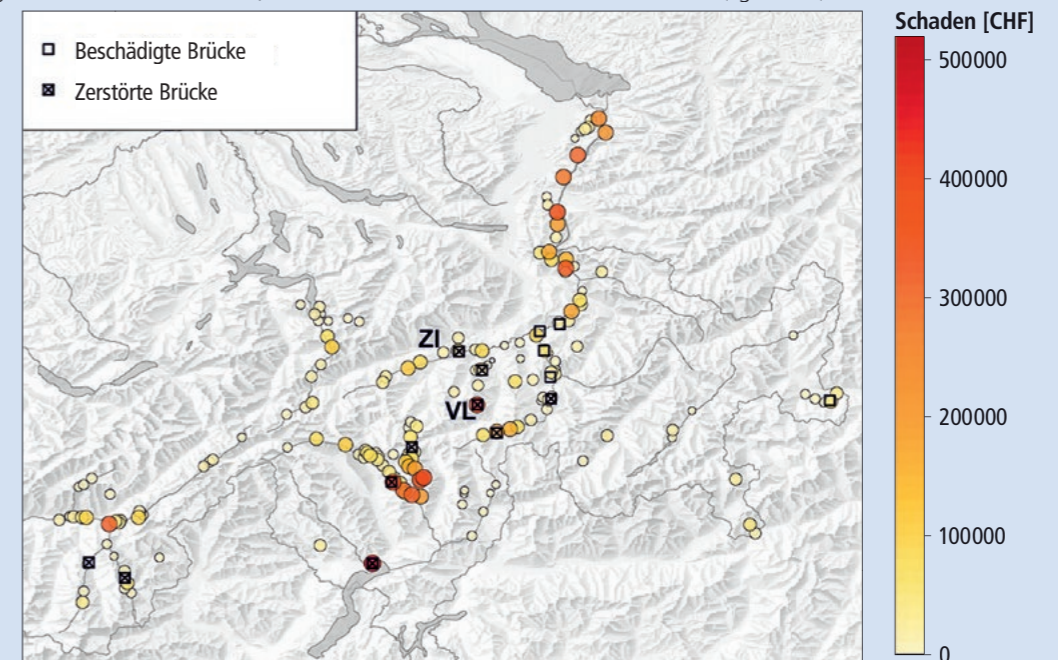 Schaden [CHF]
Beschädigte Brücke
Zerstörte Brücke
500000
400000
300000
200000
100000
0
ZI
VL